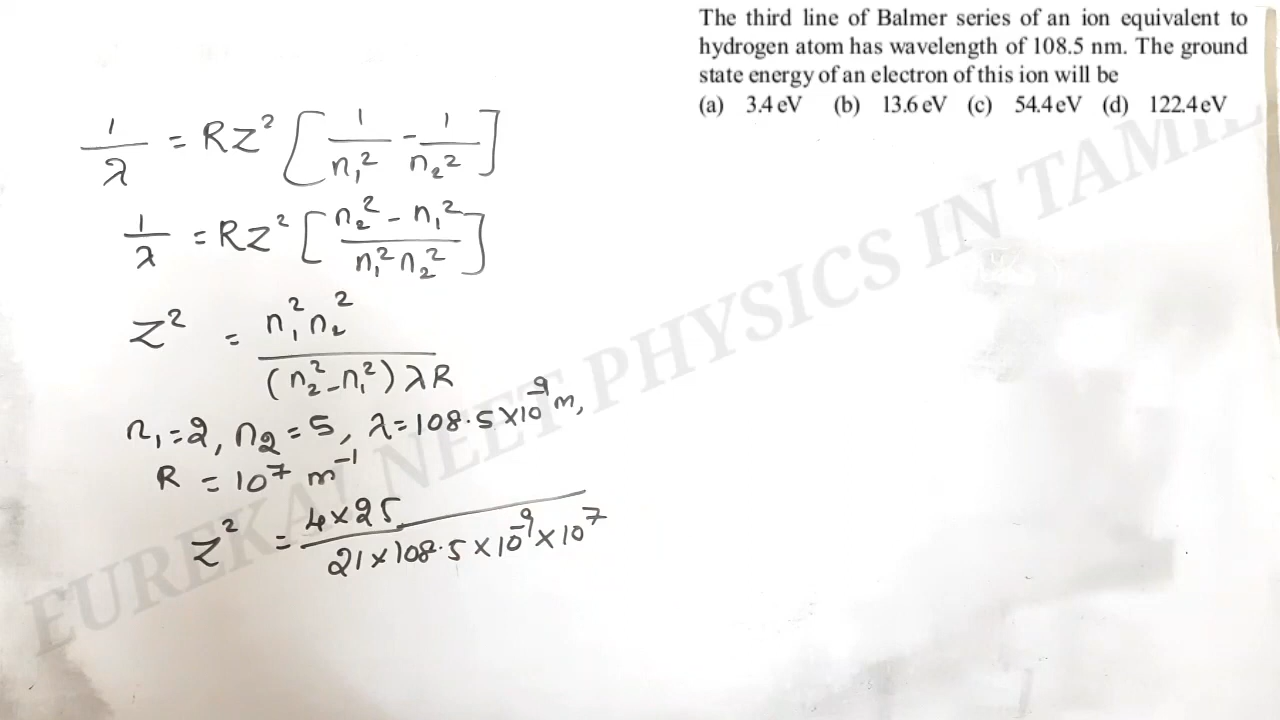 The third line of Balmer series of an ion equivalent to
hydrogen atom has wavelength of 108.5 nm. The ground
state energy of an electron of this ion will be
(a) 3.4 eV (b) 13.6 eV (c) 54.4 eV (d) 122.4 eV
1/λ = RZ² [1/n₁² - 1/n₂²]
1/λ = RZ² [(n₂² - n₁²)/(n₁² n₂²)]
Z² = n₁² n₂² / ((n₂² - n₁²) λR)
n₁ = 2, n₂ = 5, λ = 108.5 × 10⁻⁹ m,
R = 10⁷ m⁻¹
Z² = 4 × 25 / (21 × 108.5 × 10⁻⁹ × 10⁷)
EUREKA! NEET PHYSICS IN TAMIL